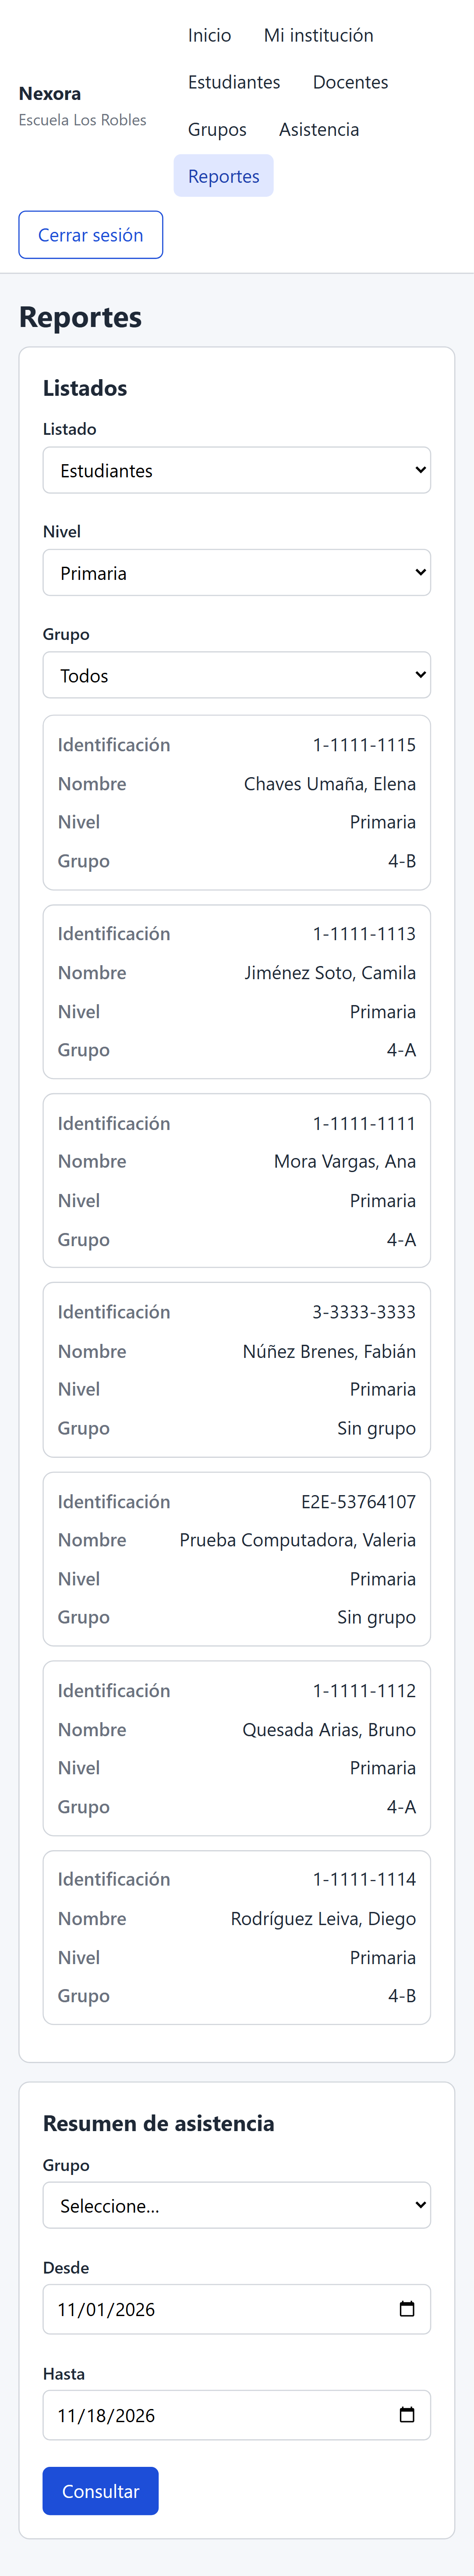 Nexora
Escuela Los Robles
Inicio Mi institución
Estudiantes Docentes
Grupos Asistencia
Reportes
Cerrar sesión
Reportes
Listados
Listado
Estudiantes
Nivel
Primaria
Grupo
Todos
Identificación 1-1111-1115
Nombre Chaves Umaña, Elena
Nivel Primaria
Grupo 4-B
Identificación 1-1111-1113
Nombre Jiménez Soto, Camila
Nivel Primaria
Grupo 4-A
Identificación 1-1111-1111
Nombre Mora Vargas, Ana
Nivel Primaria
Grupo 4-A
Identificación 3-3333-3333
Nombre Núñez Brenes, Fabián
Nivel Primaria
Grupo Sin grupo
Identificación E2E-53764107
Nombre Prueba Computadora, Valeria
Nivel Primaria
Grupo Sin grupo
Identificación 1-1111-1112
Nombre Quesada Arias, Bruno
Nivel Primaria
Grupo 4-A
Identificación 1-1111-1114
Nombre Rodríguez Leiva, Diego
Nivel Primaria
Grupo 4-B
Resumen de asistencia
Grupo
Seleccione...
Desde
11/01/2026
Hasta
11/18/2026
Consultar